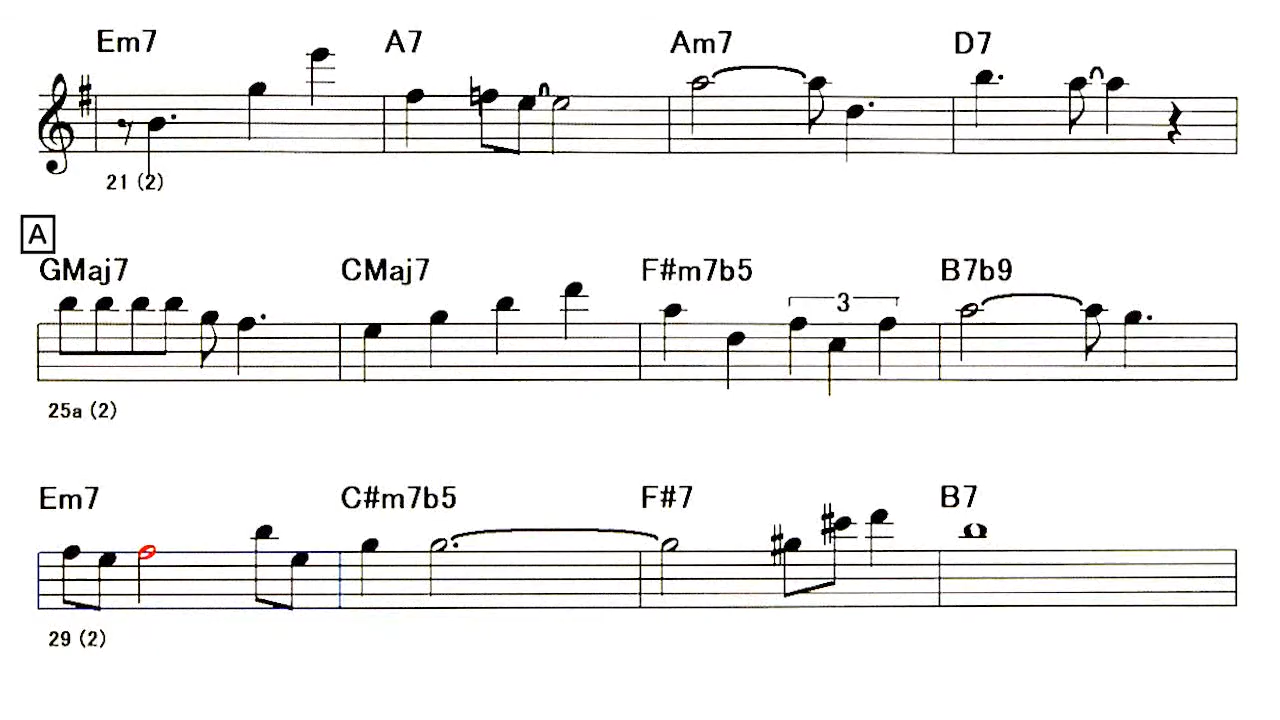 Em7 A7 Am7 D7
21 (2)
A
GMaj7 CMaj7 F#m7b5 B7b9
3
25a (2)
Em7 C#m7b5 F#7 B7
29 (2)